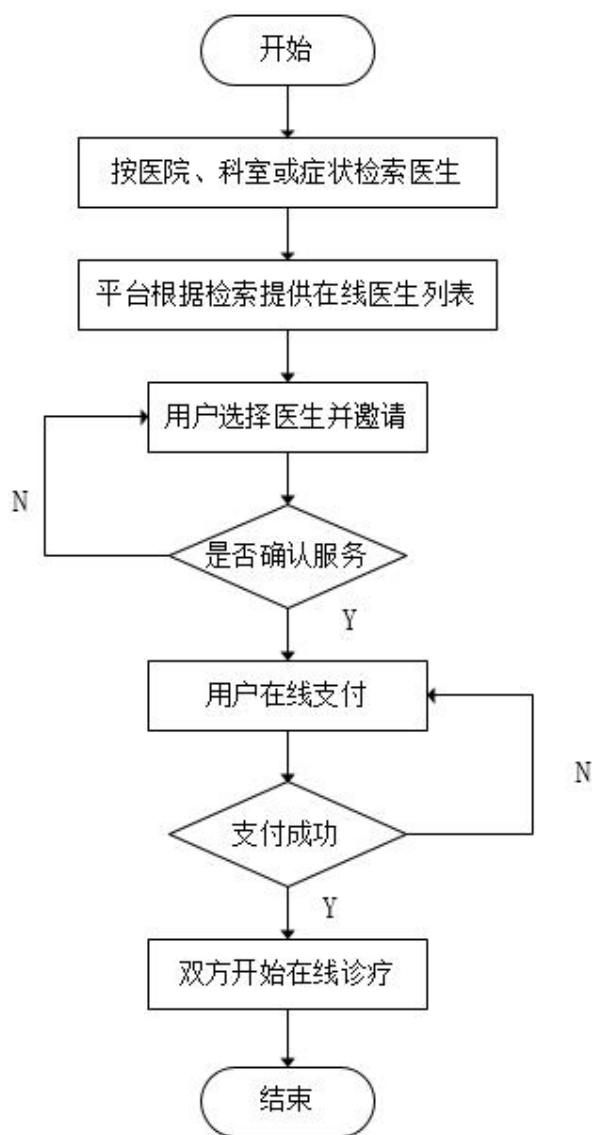 开始
按医院、科室或症状检索医生
平台根据检索提供在线医生列表
用户选择医生并邀请
N
是否确认服务
Y
用户在线支付
N
支付成功
Y
双方开始在线诊疗
结束